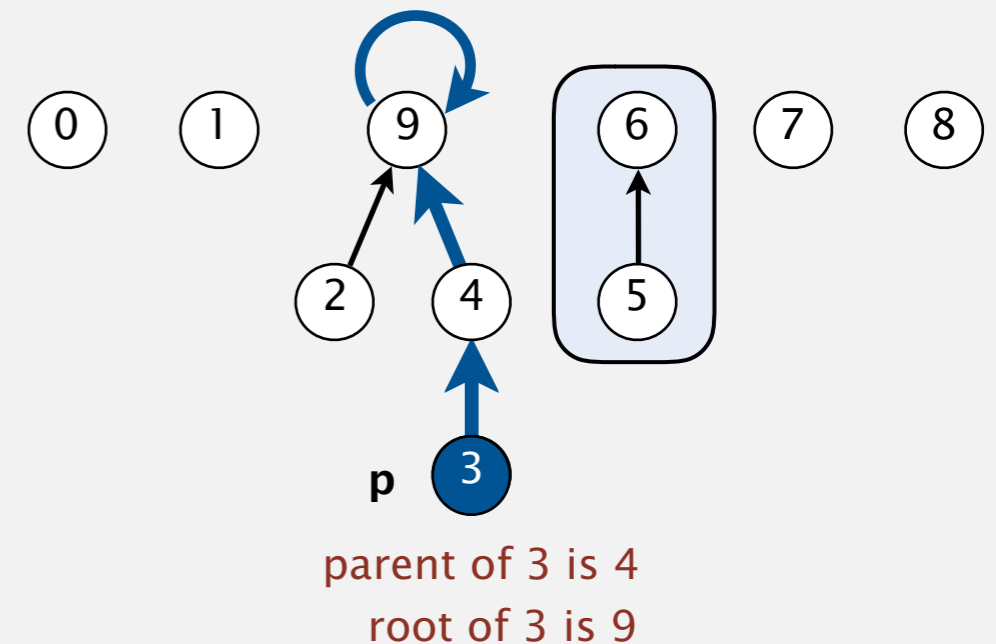 0 1 9 6 7 8
2 4 5
p 3
parent of 3 is 4
root of 3 is 9